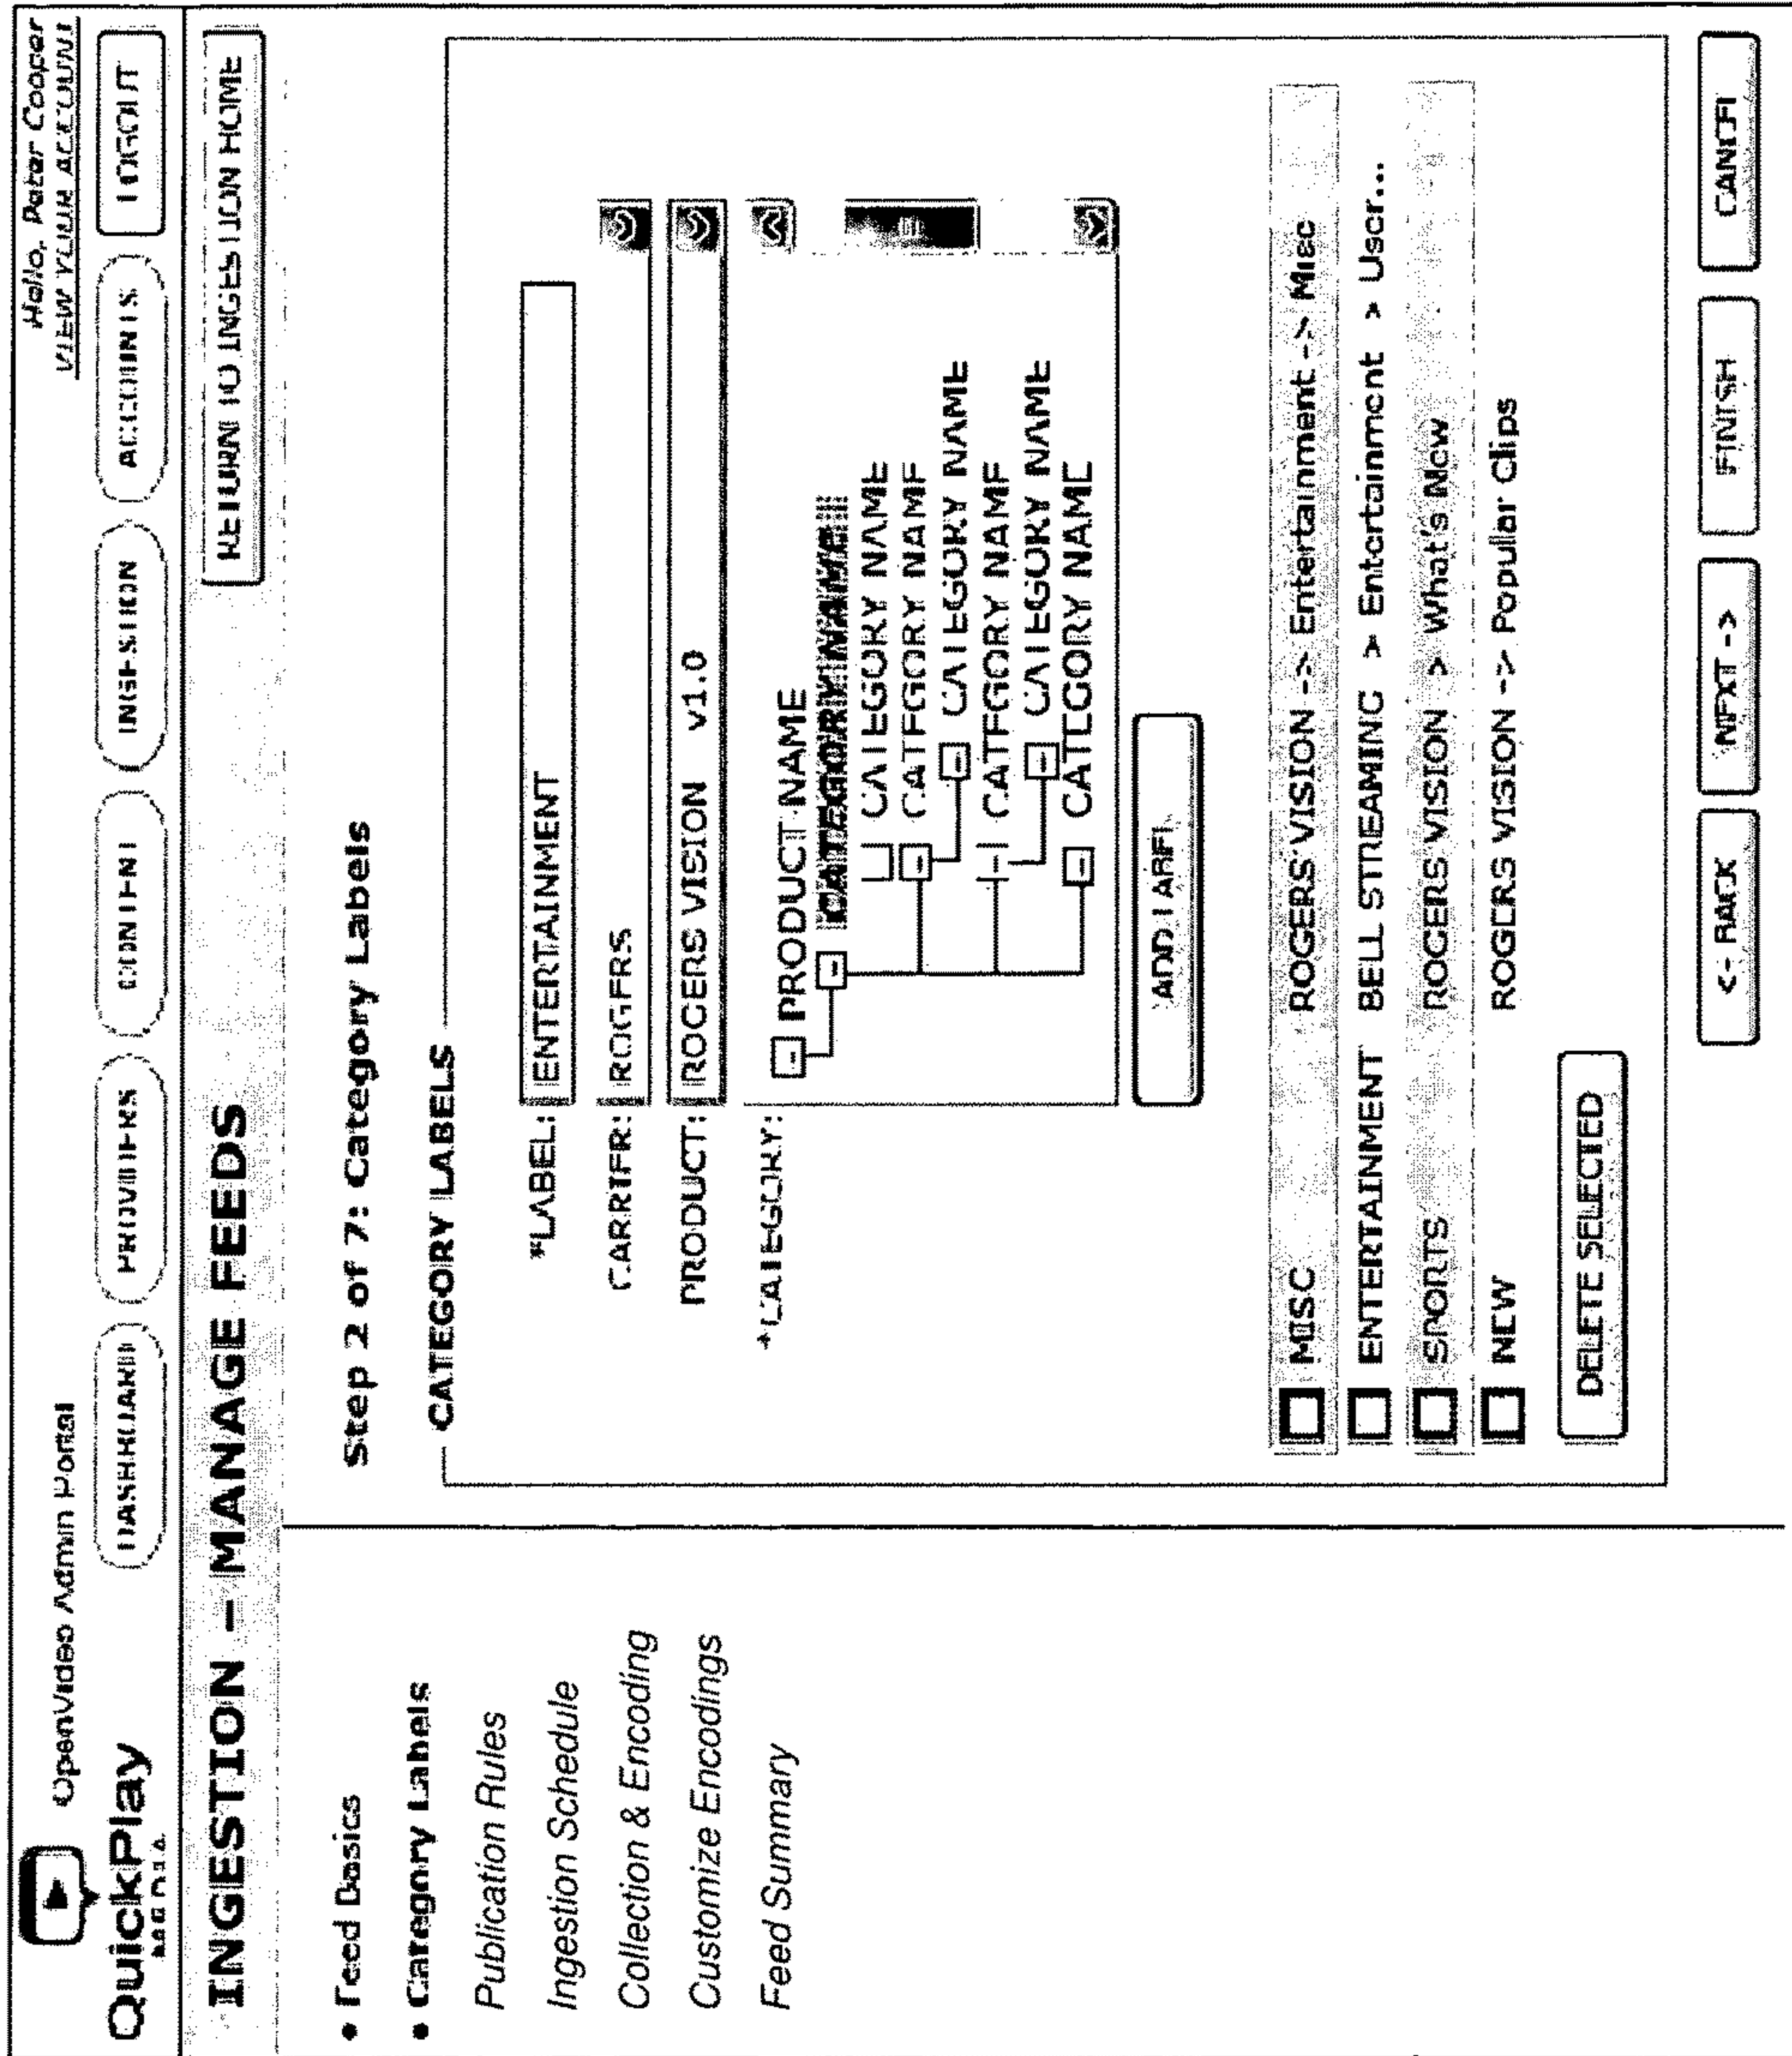 Hello, Peter Cooper
OpenVideo Admin Portal
VIEW YOUR ACCOUNT
QuickPlay
MEDIA
DASHBOARD
PROVIDERS
CONTENT
INGESTION
ACCOUNTS
LOGOUT
INGESTION – MANAGE FEEDS
RETURN TO INGESTION HOME
• Feed Basics
• Category Labels
Publication Rules
Ingestion Schedule
Collection & Encoding
Customize Encodings
Feed Summary
Step 2 of 7: Category Labels
CATEGORY LABELS
*LABEL: ENTERTAINMENT
CARRIER: ROGERS
PRODUCT: ROGERS VISION v1.0
*CATEGORY:
PRODUCT NAME
CATEGORY NAME
CATEGORY NAME
CATEGORY NAME
CATEGORY NAME
CATEGORY NAME
CATEGORY NAME
CATEGORY NAME
ADD LABEL
MISC ROGERS VISION -> Entertainment -> Misc
ENTERTAINMENT BELL STREAMING > Entertainment > User...
SPORTS ROGERS VISION > What's New
NEW ROGERS VISION -> Popular Clips
DELETE SELECTED
<- BACK
NEXT ->
FINISH
CANCEL